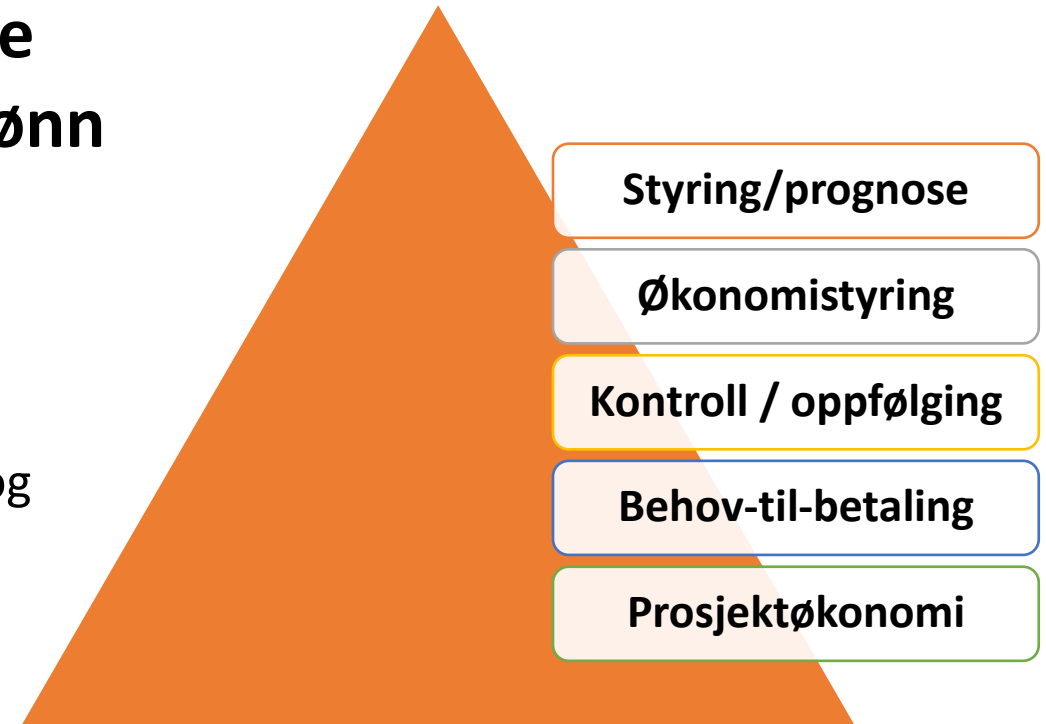 e
ønn
og
Styring/prognose
Økonomistyring
Kontroll / oppfølging
Behov-til-betaling
Prosjektøkonomi